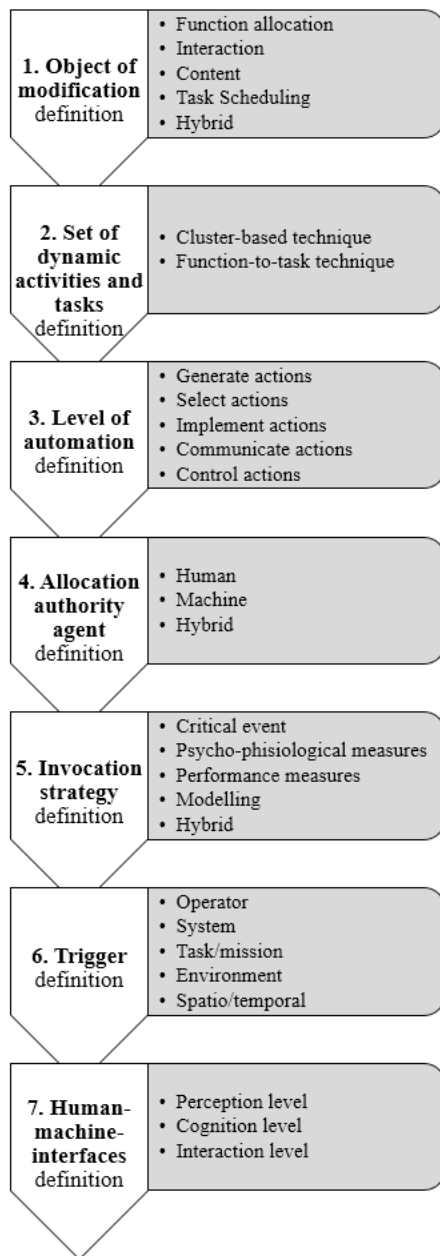 1. Object of
modification
definition
• Function allocation
• Interaction
• Content
• Task Scheduling
• Hybrid
2. Set of
dynamic
activities and
tasks
definition
• Cluster-based technique
• Function-to-task technique
3. Level of
automation
definition
• Generate actions
• Select actions
• Implement actions
• Communicate actions
• Control actions
4. Allocation
authority
agent
definition
• Human
• Machine
• Hybrid
5. Invocation
strategy
definition
• Critical event
• Psycho-phisiological measures
• Performance measures
• Modelling
• Hybrid
6. Trigger
definition
• Operator
• System
• Task/mission
• Environment
• Spatio/temporal
7. Human-
machine-
interfaces
definition
• Perception level
• Cognition level
• Interaction level